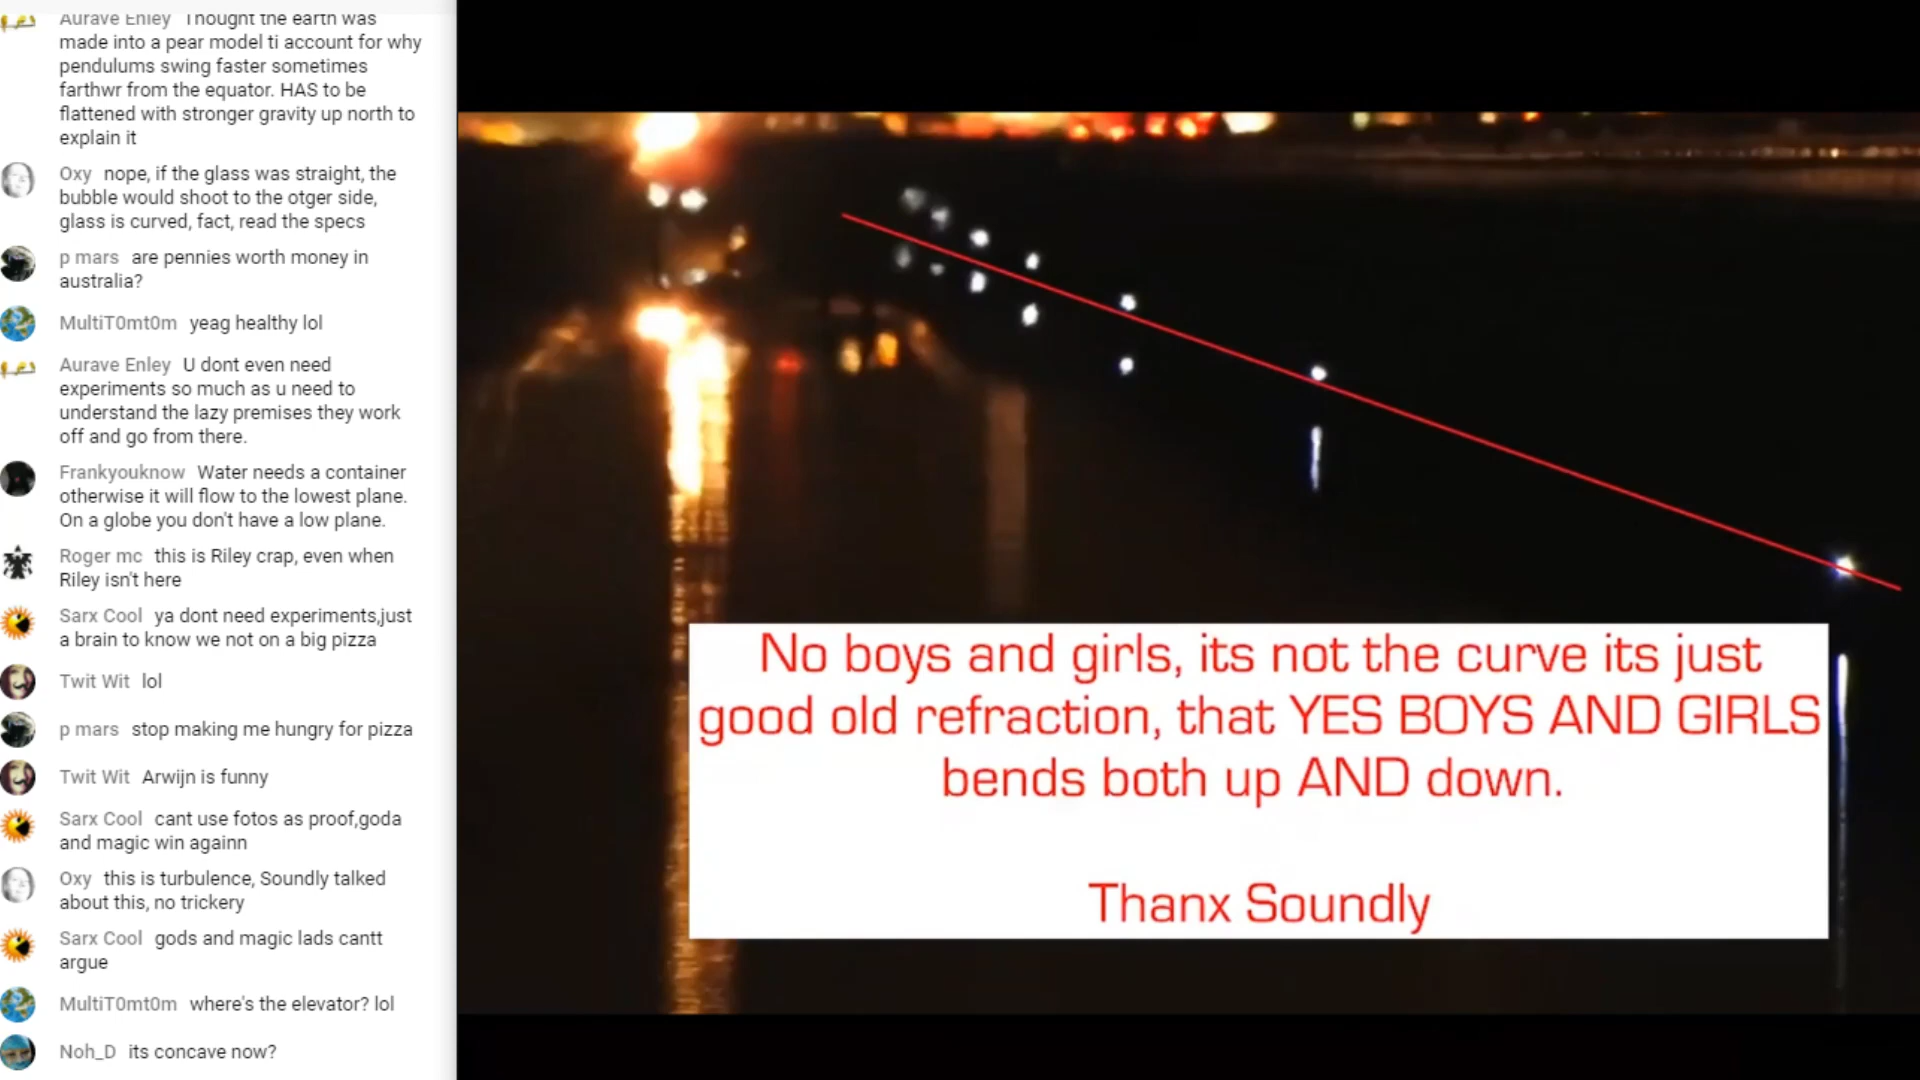 Aurave Enley Thought the earth was
made into a pear model ti account for why
pendulums swing faster sometimes
farthwr from the equator. HAS to be
flattened with stronger gravity up north to
explain it
Oxy nope, if the glass was straight, the
bubble would shoot to the otger side,
glass is curved, fact, read the specs
p mars are pennies worth money in
australia?
MultiT0mt0m yeag healthy lol
Aurave Enley U dont even need
experiments so much as u need to
understand the lazy premises they work
off and go from there.
Frankyouknow Water needs a container
otherwise it will flow to the lowest plane.
On a globe you don't have a low plane.
Roger mc this is Riley crap, even when
Riley isn't here
Sarx Cool ya dont need experiments,just
a brain to know we not on a big pizza
Twit Wit lol
p mars stop making me hungry for pizza
Twit Wit Arwijn is funny
Sarx Cool cant use fotos as proof,goda
and magic win againn
Oxy this is turbulence, Soundly talked
about this, no trickery
Sarx Cool gods and magic lads cantt
argue
MultiT0mt0m where's the elevator? lol
Noh_D its concave now?
No boys and girls, its not the curve its just
good old refraction, that YES BOYS AND GIRLS
bends both up AND down.
Thanx Soundly